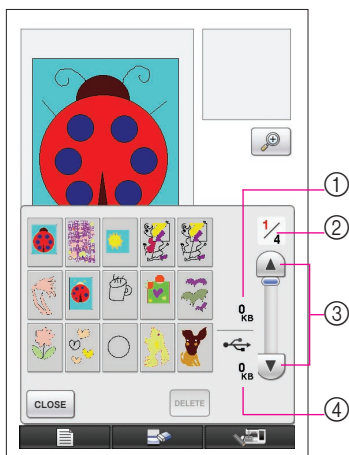 ①
1/4
②
0
KB
③
0
KB
④
CLOSE
DELETE